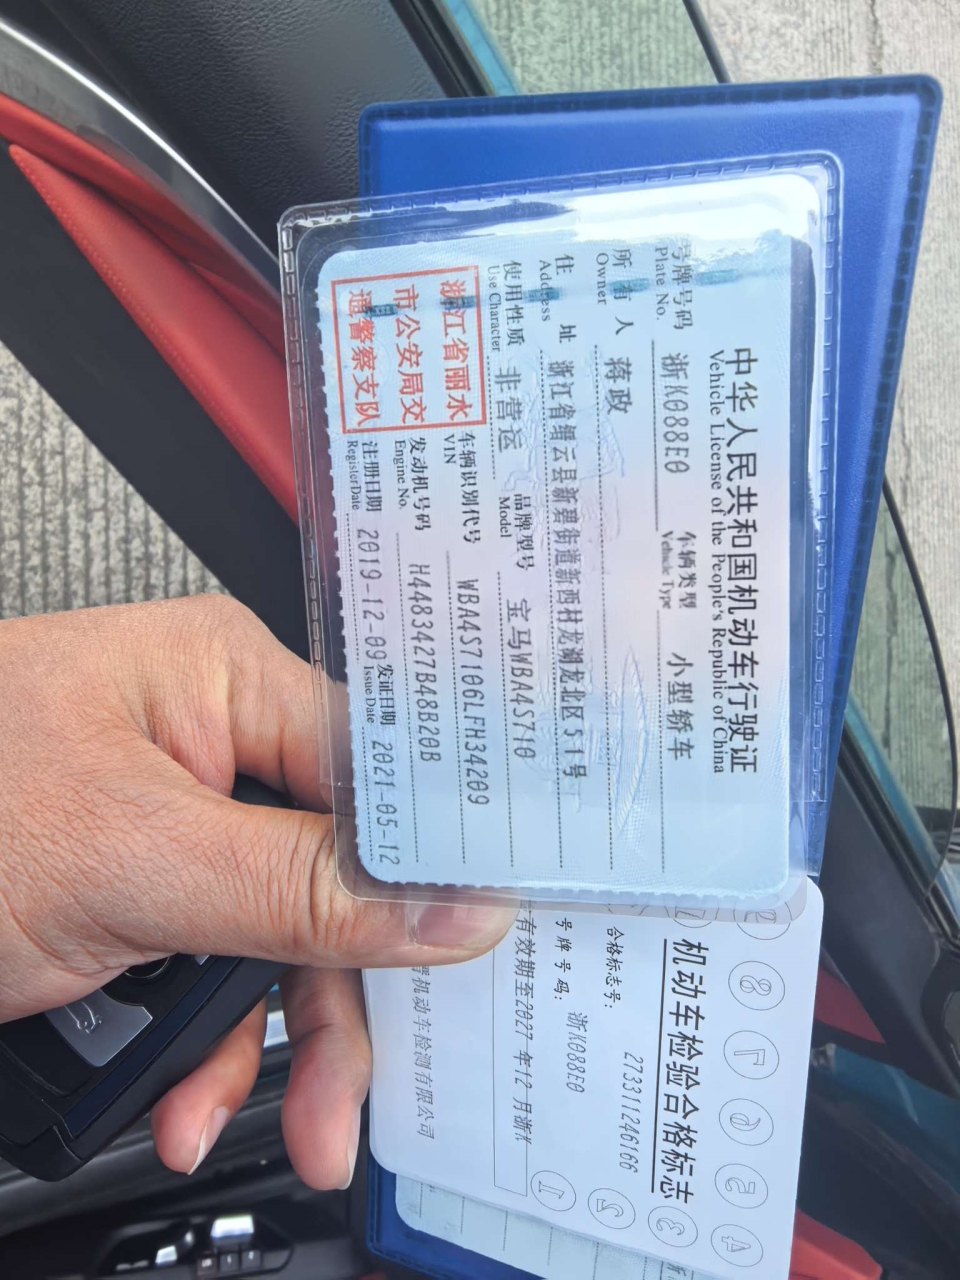 中华人民共和国机动车行驶证
Vehicle License of the People's Republic of China
号牌号码 浙K088E0 车辆类型 小型轿车
Plate No. Vehicle Type
所有人 蒋政
Owner
住址 浙江省缙云县新碧街道新西村龙湖龙北区51号
Address
使用性质 非营运 品牌型号 宝马WBA4S710
Use Character Model
浙江省丽水
市公安局交
通警察支队
车辆识别代号 WBA4S7106LFH34209
VIN
发动机号码 H4483427B48B20B
Engine No.
注册日期 2019-12-09 发证日期 2021-05-12
Register Date Issue Date
机动车检验合格标志
合格标志号: 273311246166
号牌号码: 浙K088E0
有效期至2027 年12 月浙K
机动车检测有限公司
8
7
6
5
4
3
2
1